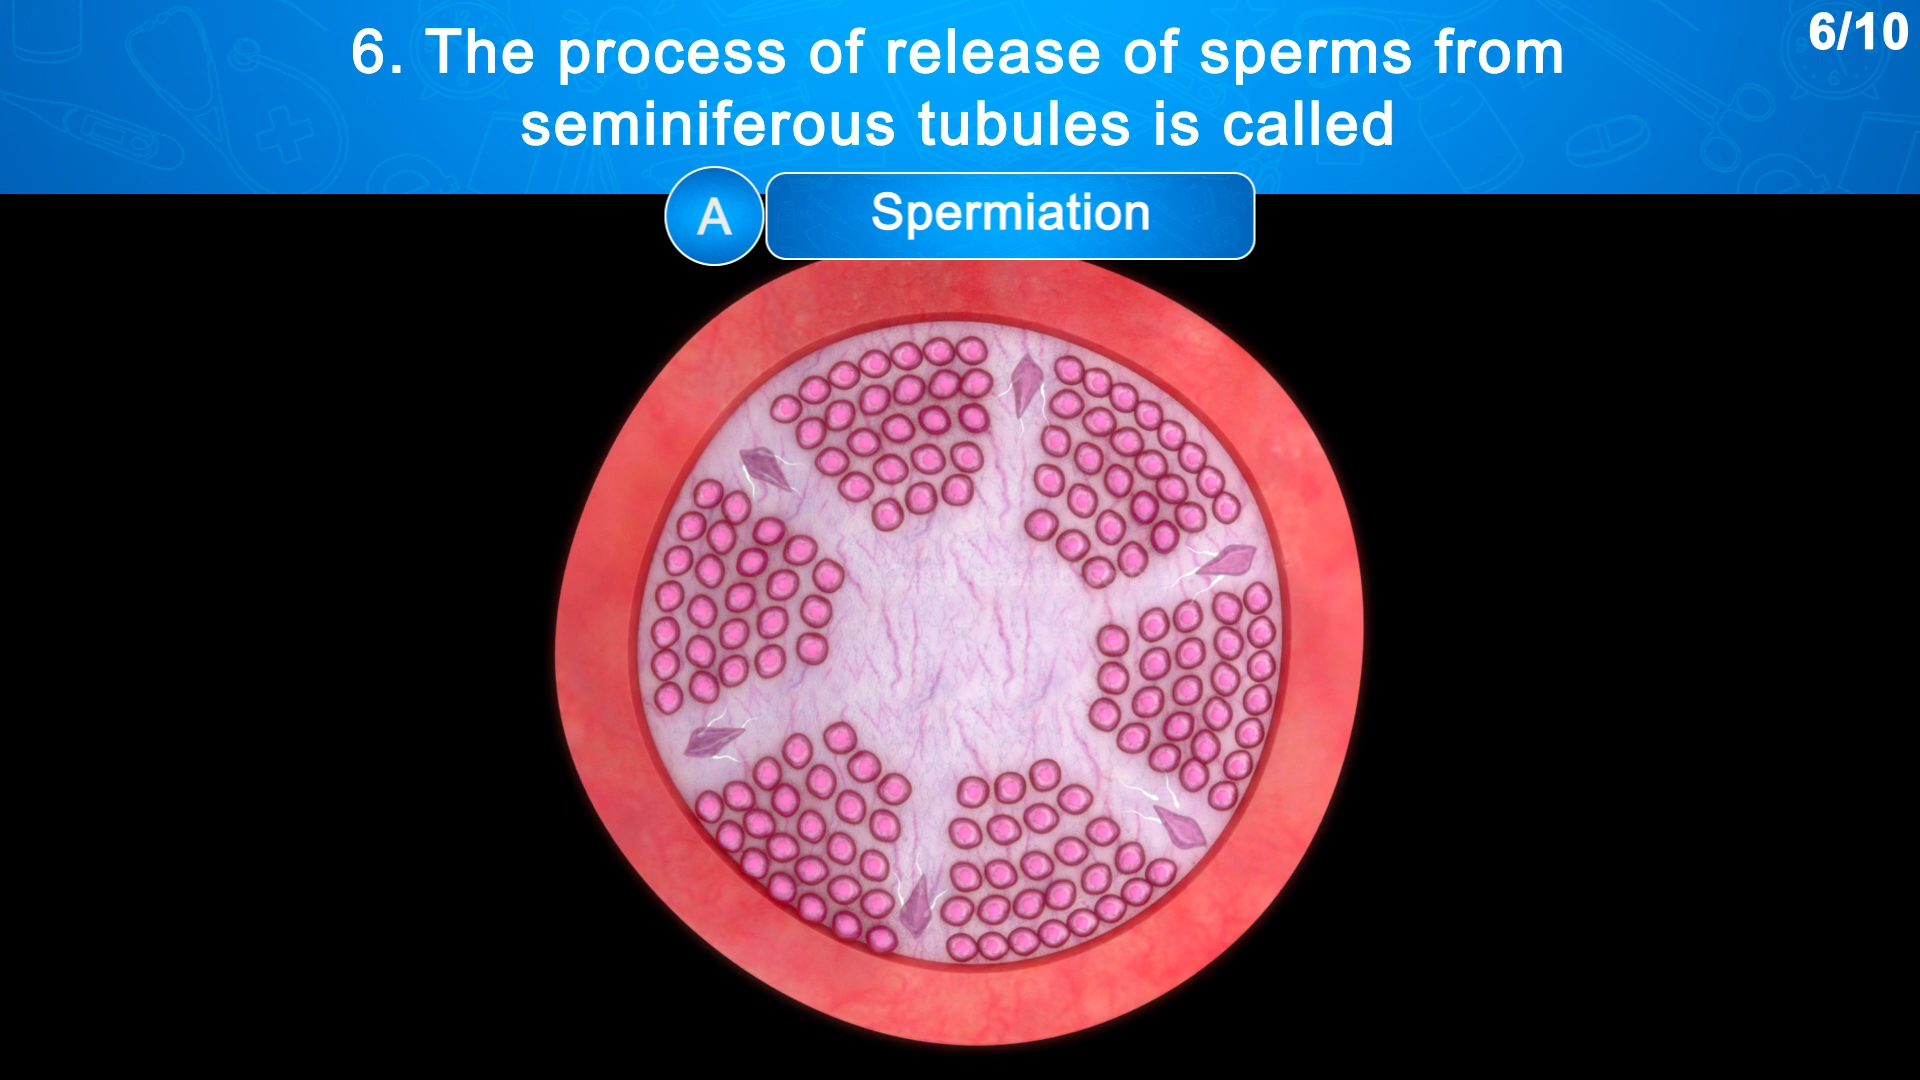 6/10
6. The process of release of sperms from
seminiferous tubules is called
A
Spermiation